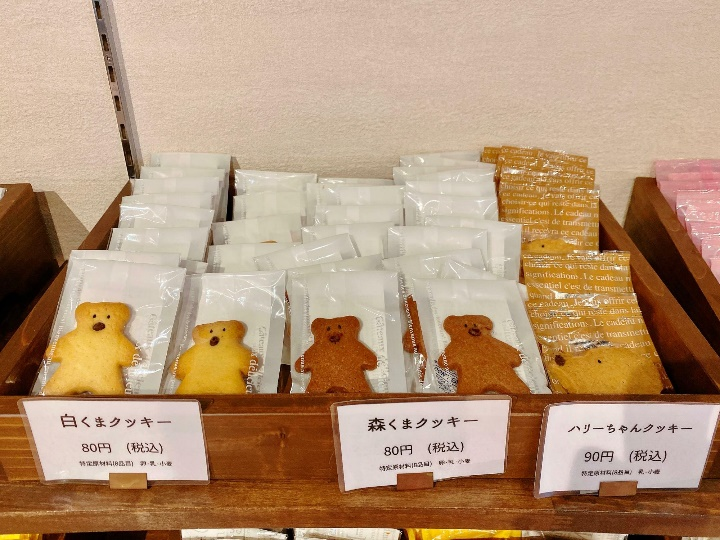 白くまクッキー
80円 (税込)
特定原材料(8品目) 卵・乳・小麦
森くまクッキー
80円 (税込)
特定原材料(8品目) 卵・乳・小麦
ハリーちゃんクッキー
90円 (税込)
特定原材料(8品目) 乳・小麦